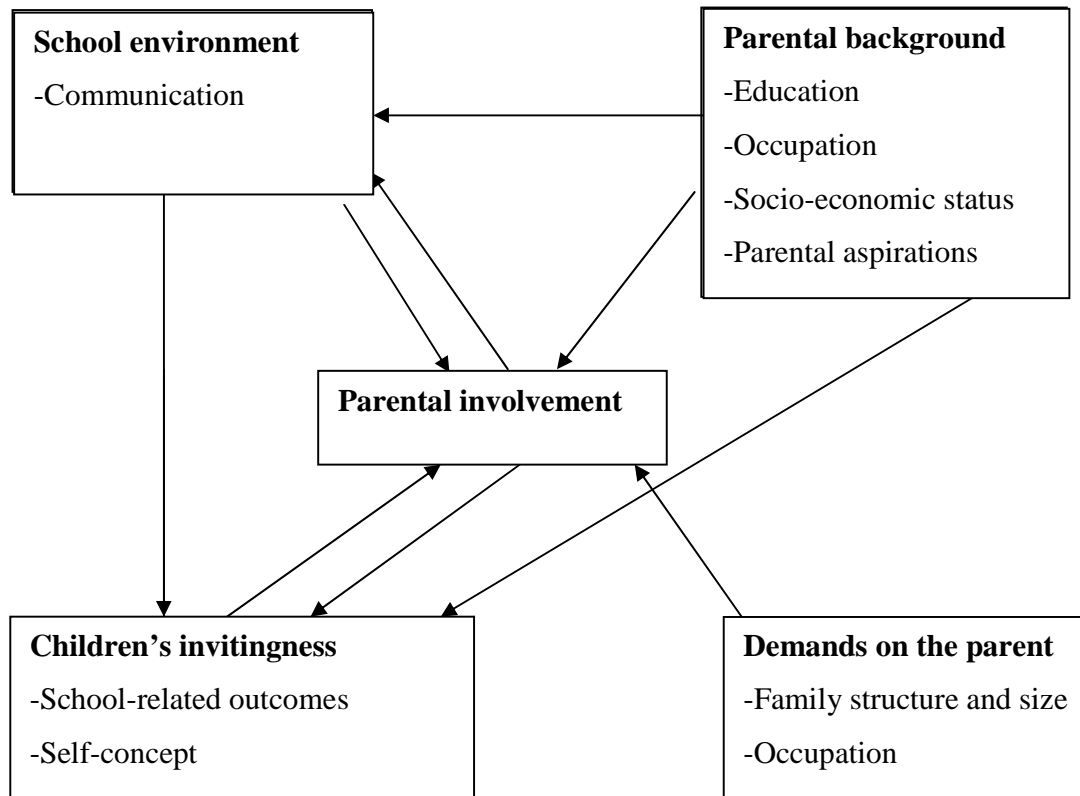 School environment
-Communication
Parental background
-Education
-Occupation
-Socio-economic status
-Parental aspirations
Parental involvement
Children’s invitingness
-School-related outcomes
-Self-concept
Demands on the parent
-Family structure and size
-Occupation